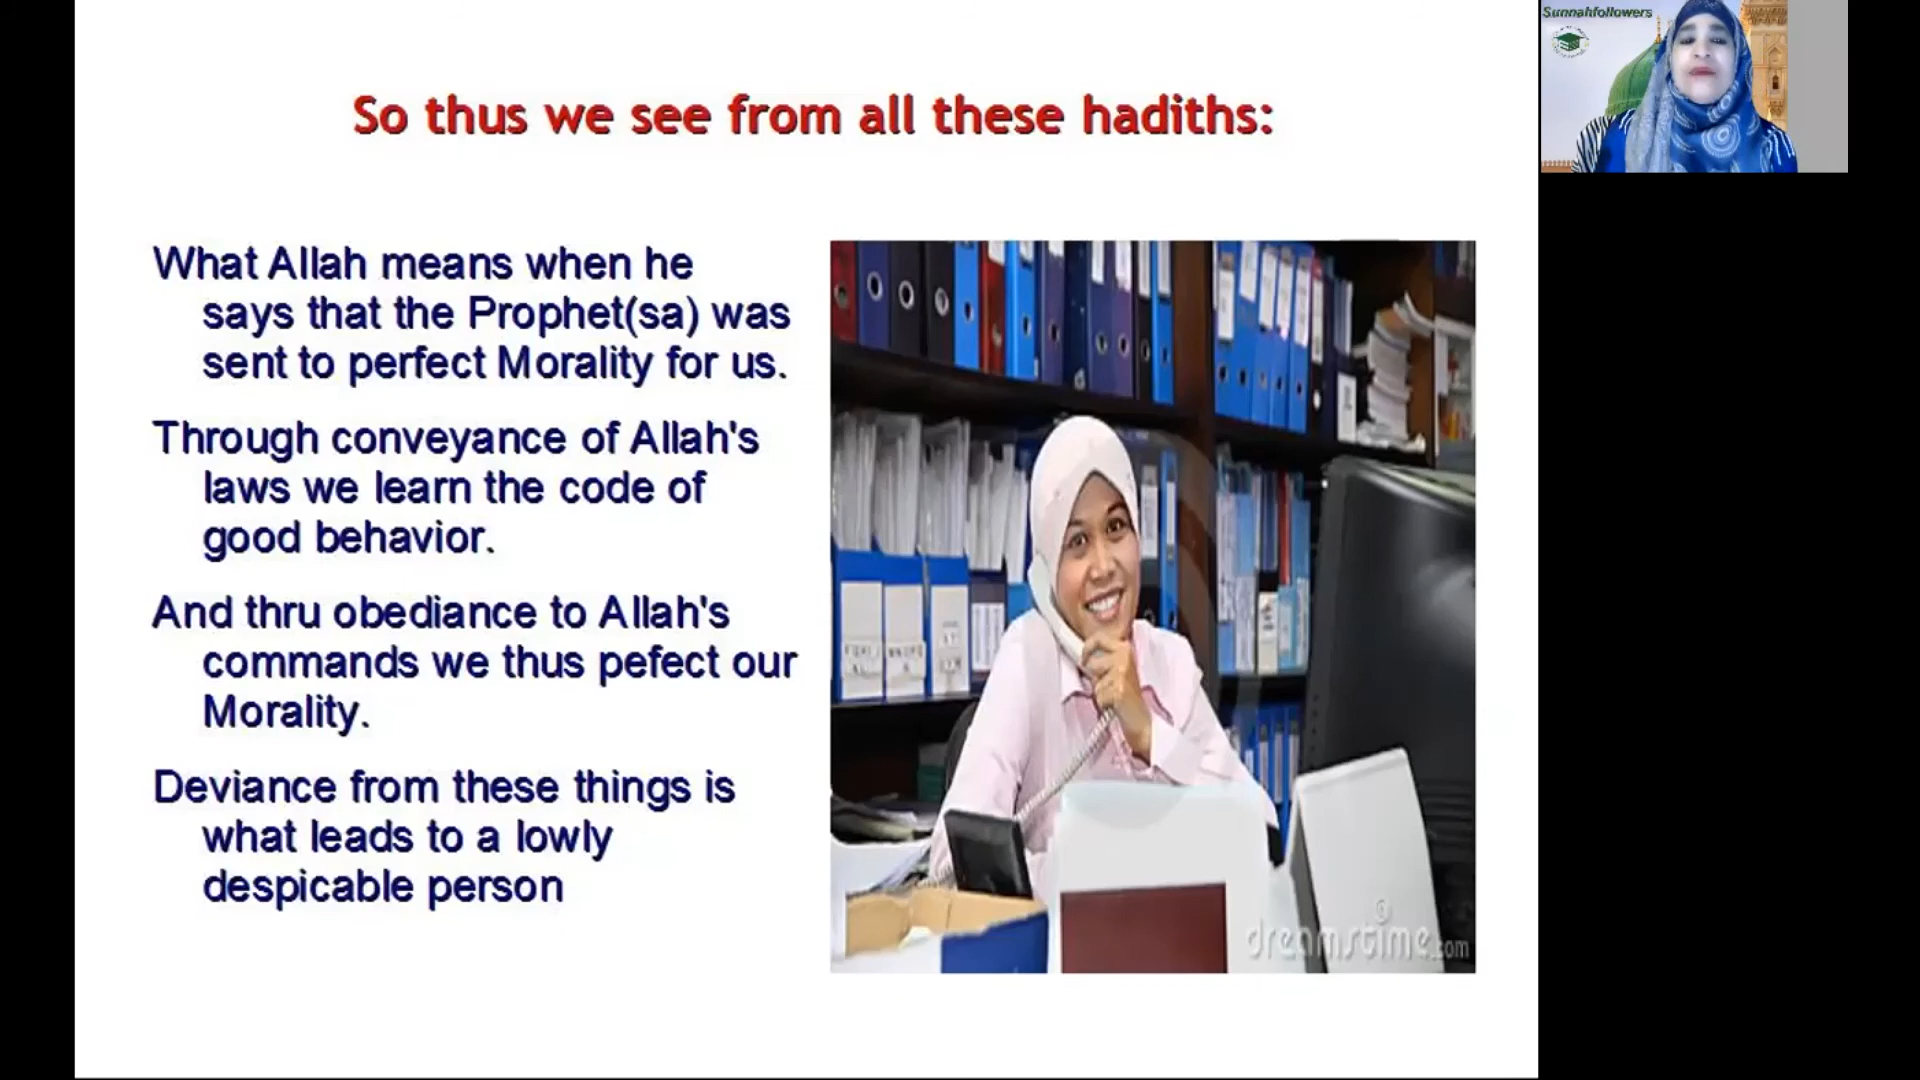 Sunnahfollowers
So thus we see from all these hadiths:
What Allah means when he
says that the Prophet(sa) was
sent to perfect Morality for us.
Through conveyance of Allah's
laws we learn the code of
good behavior.
And thru obediance to Allah's
commands we thus pefect our
Morality.
Deviance from these things is
what leads to a lowly
despicable person
dreamstime.com